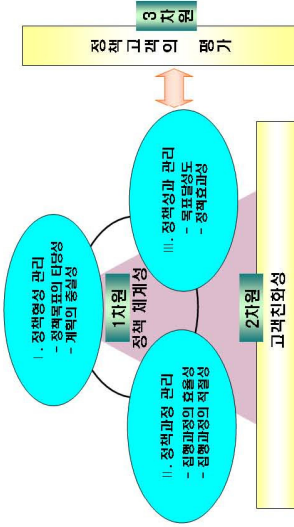 Ⅰ. 정책형성 관리
- 정책목표의 타당성
- 계획의 충실성
1차원
정책 체계성
Ⅱ. 정책과정 관리
- 집행과정의 효율성
- 집행과정의 적절성
Ⅲ. 정책성과 관리
- 목표달성도
- 정책효과성
2차원
고객친화성
3차원
정책고객의 평가